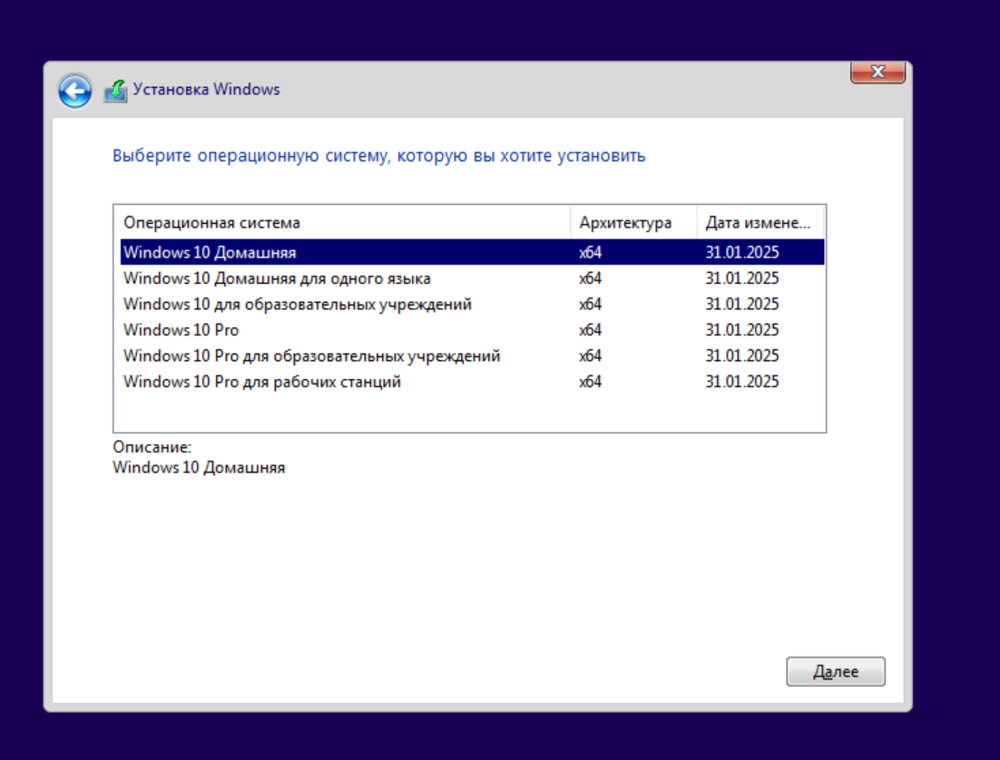 Установка Windows
Выберите операционную систему, которую вы хотите установить
Операционная система Архитектура Дата измене...
Windows 10 Домашняя x64 31.01.2025
Windows 10 Домашняя для одного языка x64 31.01.2025
Windows 10 для образовательных учреждений x64 31.01.2025
Windows 10 Pro x64 31.01.2025
Windows 10 Pro для образовательных учреждений x64 31.01.2025
Windows 10 Pro для рабочих станций x64 31.01.2025
Описание:
Windows 10 Домашняя
Далее